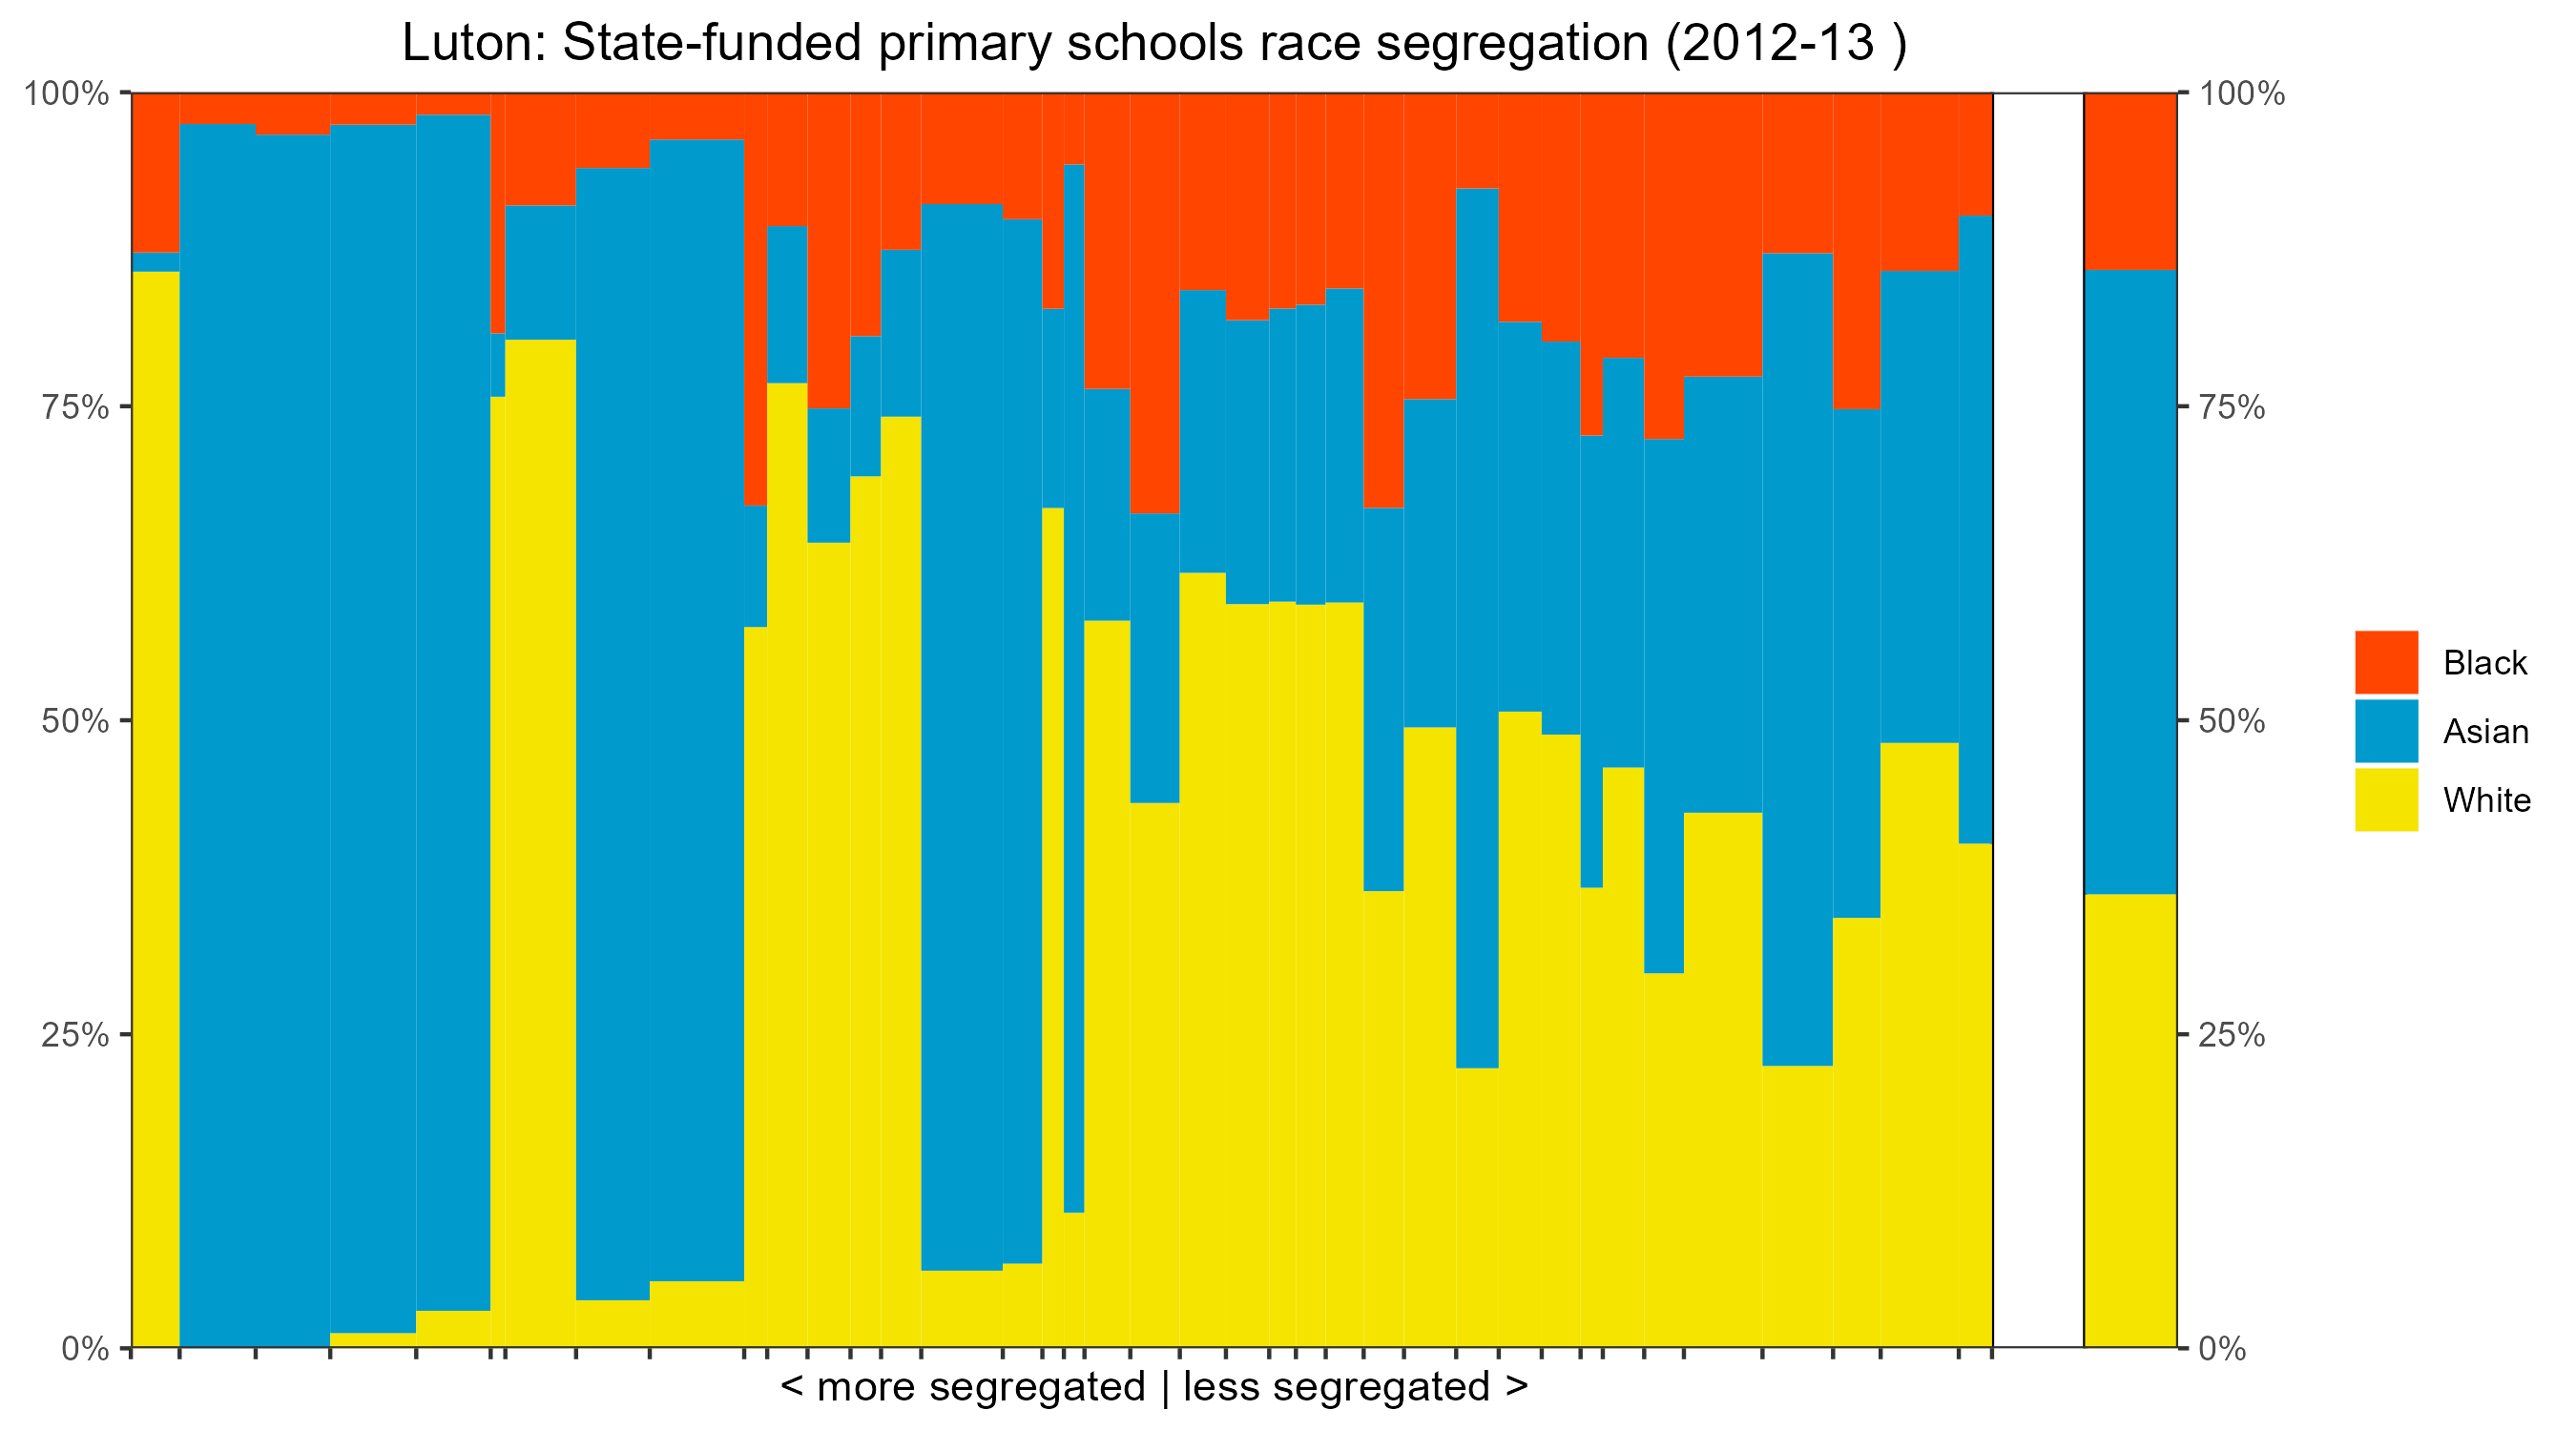 Luton: State-funded primary schools race segregation (2012-13 )
100%
75%
50%
25%
0%
100%
75%
50%
25%
0%
Black
Asian
White
< more segregated | less segregated >